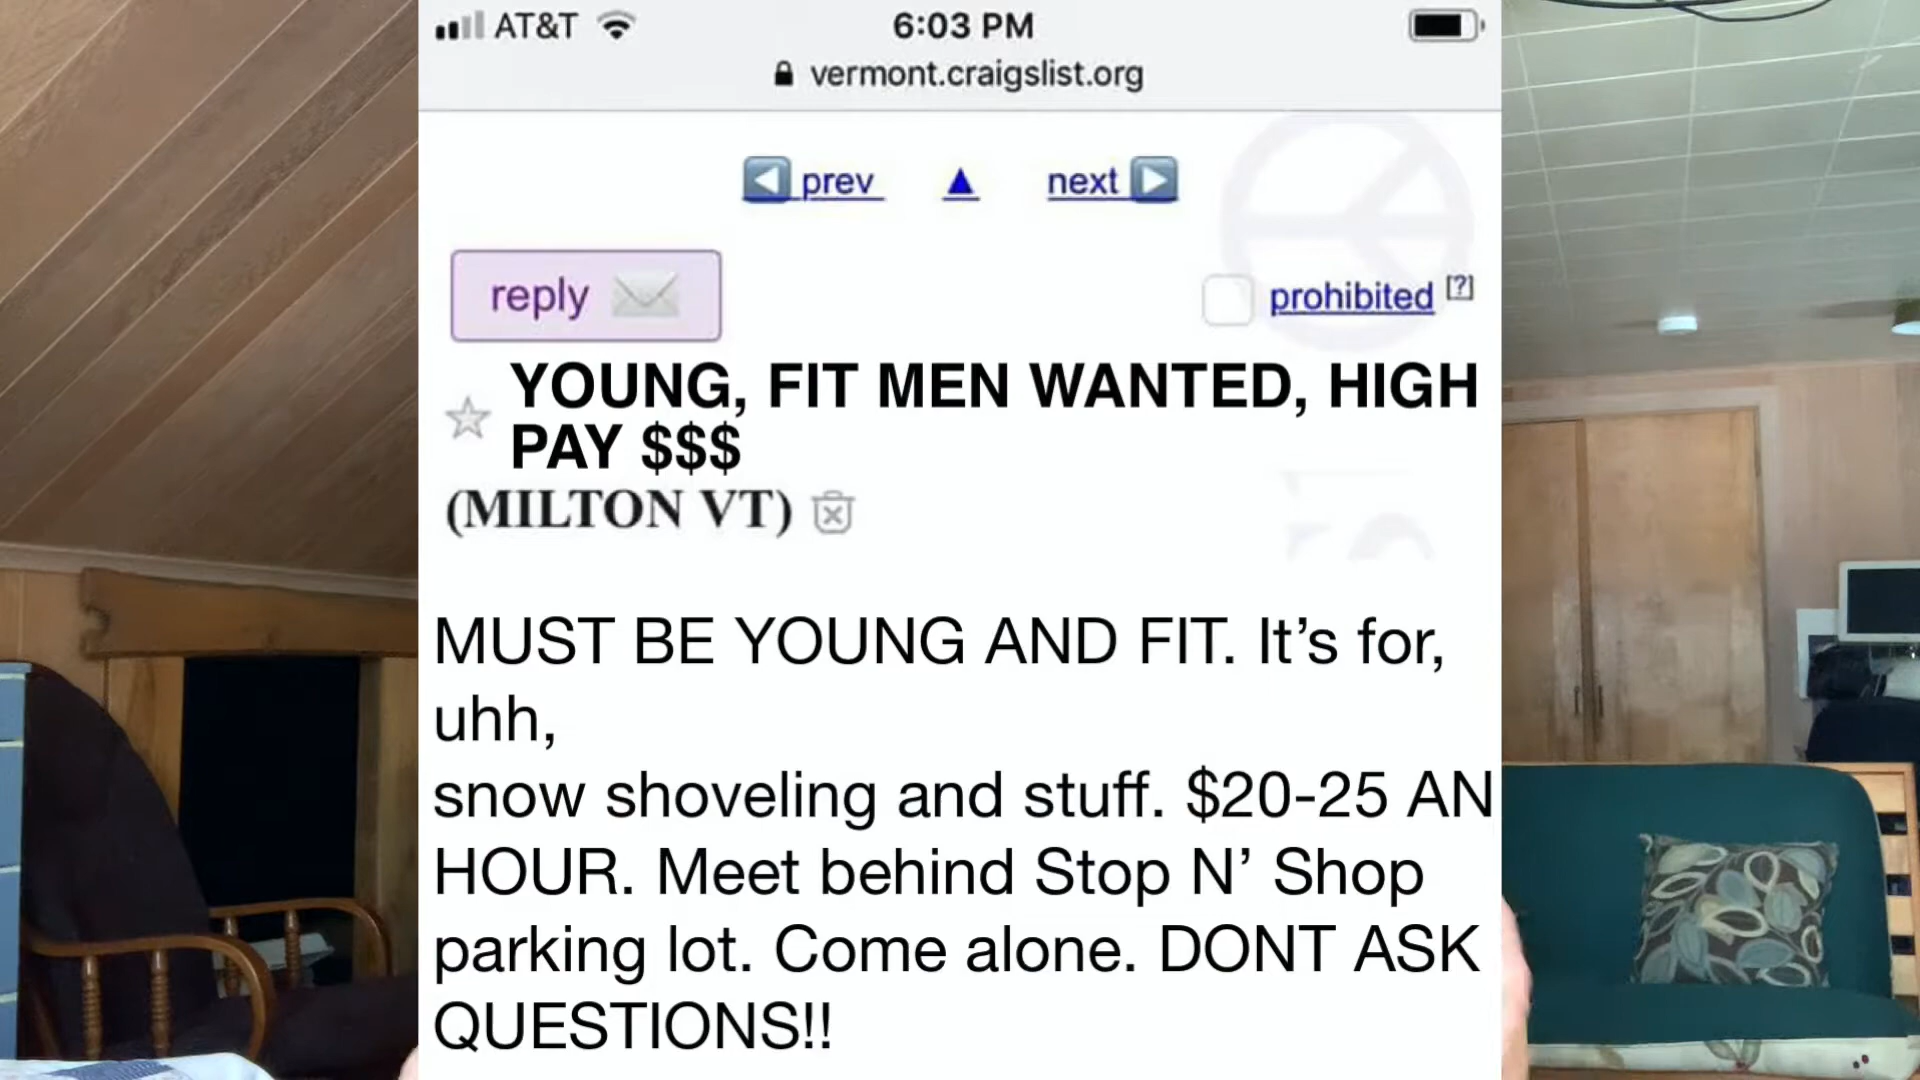 AT&T 6:03 PM
vermont.craigslist.org
prev ▲ next
reply prohibited [?]
YOUNG, FIT MEN WANTED, HIGH
PAY $$$
(MILTON VT)
MUST BE YOUNG AND FIT. It’s for,
uhh,
snow shoveling and stuff. $20-25 AN
HOUR. Meet behind Stop N’ Shop
parking lot. Come alone. DONT ASK
QUESTIONS!!